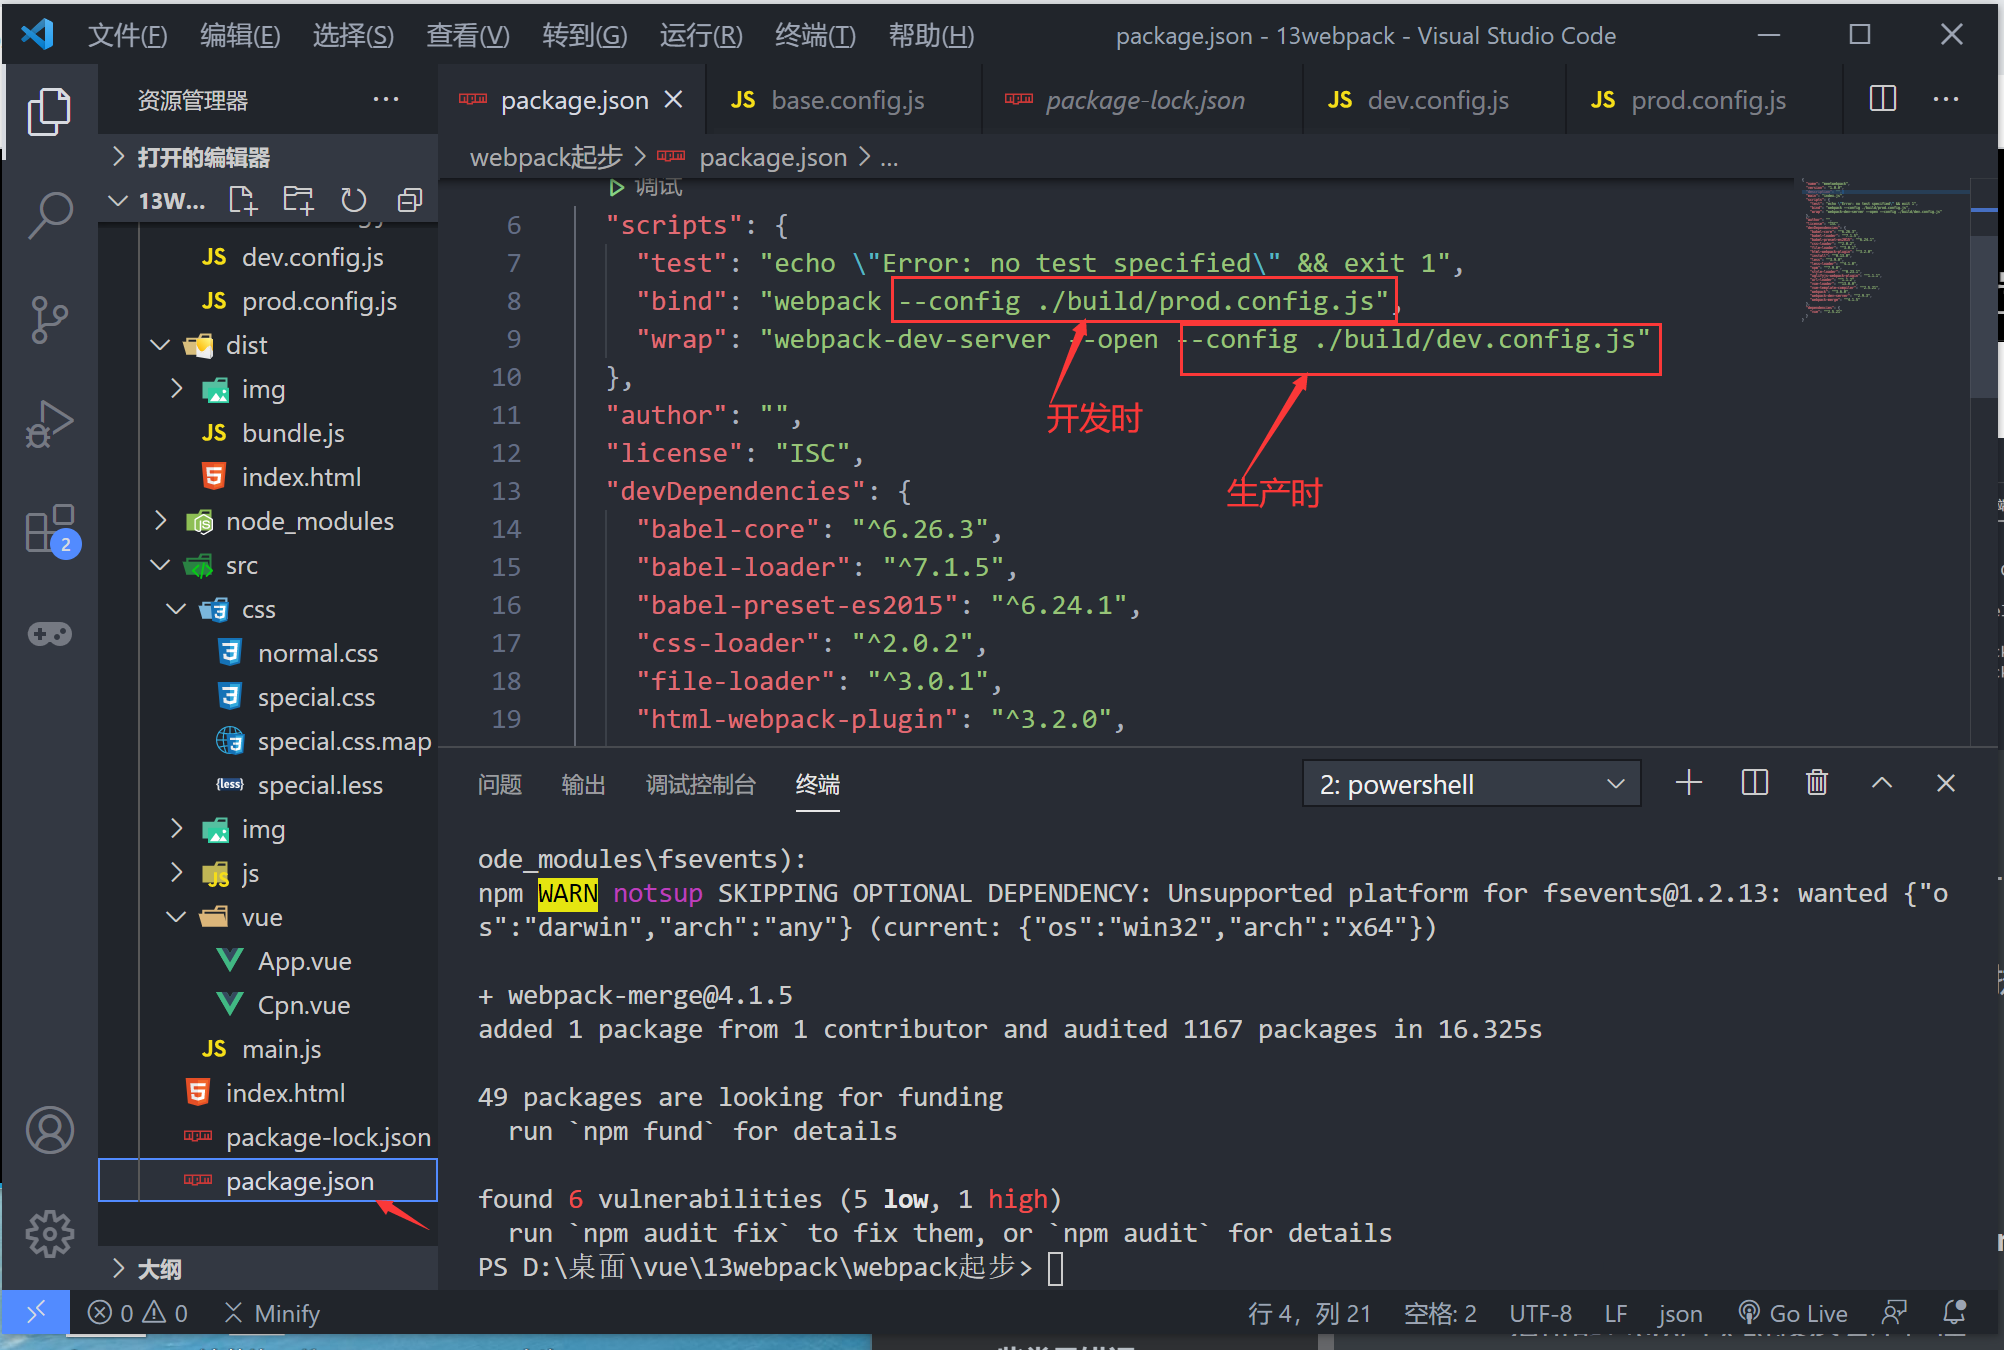 文件(F) 编辑(E) 选择(S) 查看(V) 转到(G) 运行(R) 终端(T) 帮助(H) package.json - 13webpack - Visual Studio Code
资源管理器
package.json base.config.js package-lock.json dev.config.js prod.config.js
打开的编辑器
13W...
dev.config.js
prod.config.js
dist
img
bundle.js
index.html
node_modules
src
css
normal.css
special.css
special.css.map
special.less
img
js
vue
App.vue
Cpn.vue
main.js
index.html
package-lock.json
package.json
大纲
2
webpack起步 > package.json > ...
调试
6 "scripts": {
7 "test": "echo \"Error: no test specified\" && exit 1",
8 "bind": "webpack --config ./build/prod.config.js",
9 "wrap": "webpack-dev-server --open --config ./build/dev.config.js"
10 },
11 "author": "",
12 "license": "ISC",
13 "devDependencies": {
14 "babel-core": "^6.26.3",
15 "babel-loader": "^7.1.5",
16 "babel-preset-es2015": "^6.24.1",
17 "css-loader": "^2.0.2",
18 "file-loader": "^3.0.1",
19 "html-webpack-plugin": "^3.2.0",
开发时
生产时
问题 输出 调试控制台 终端 2: powershell
ode_modules\fsevents):
npm WARN notsup SKIPPING OPTIONAL DEPENDENCY: Unsupported platform for fsevents@1.2.13: wanted {"o
s":"darwin","arch":"any"} (current: {"os":"win32","arch":"x64"})
+ webpack-merge@4.1.5
added 1 package from 1 contributor and audited 1167 packages in 16.325s
49 packages are looking for funding
run `npm fund` for details
found 6 vulnerabilities (5 low, 1 high)
run `npm audit fix` to fix them, or `npm audit` for details
PS D:\桌面\vue\13webpack\webpack起步>
0 0 Minify 行 4, 列 21 空格: 2 UTF-8 LF json Go Live